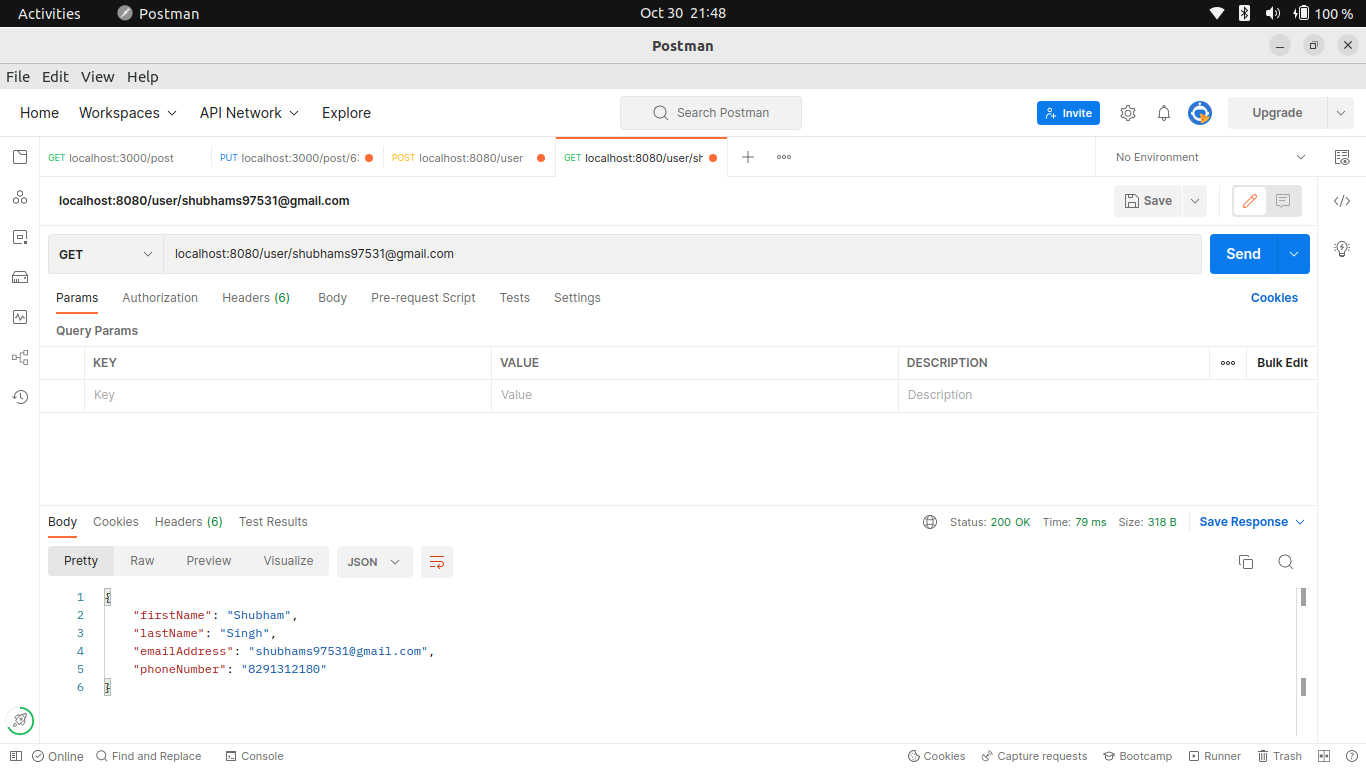 Activities Postman Oct 30 21:48 100 %
Postman
File Edit View Help
Home Workspaces API Network Explore Search Postman Invite Upgrade
GET localhost:3000/post PUT localhost:3000/post/6: POST localhost:8080/user GET localhost:8080/user/sh No Environment
localhost:8080/user/shubhams97531@gmail.com Save
GET localhost:8080/user/shubhams97531@gmail.com Send
Params Authorization Headers (6) Body Pre-request Script Tests Settings Cookies
Query Params
KEY VALUE DESCRIPTION Bulk Edit
Key Value Description
Body Cookies Headers (6) Test Results Status: 200 OK Time: 79 ms Size: 318 B Save Response
Pretty Raw Preview Visualize JSON
1 {
2 "firstName": "Shubham",
3 "lastName": "Singh",
4 "emailAddress": "shubhams97531@gmail.com",
5 "phoneNumber": "8291312180"
6 }
Online Find and Replace Console Cookies Capture requests Bootcamp Runner Trash